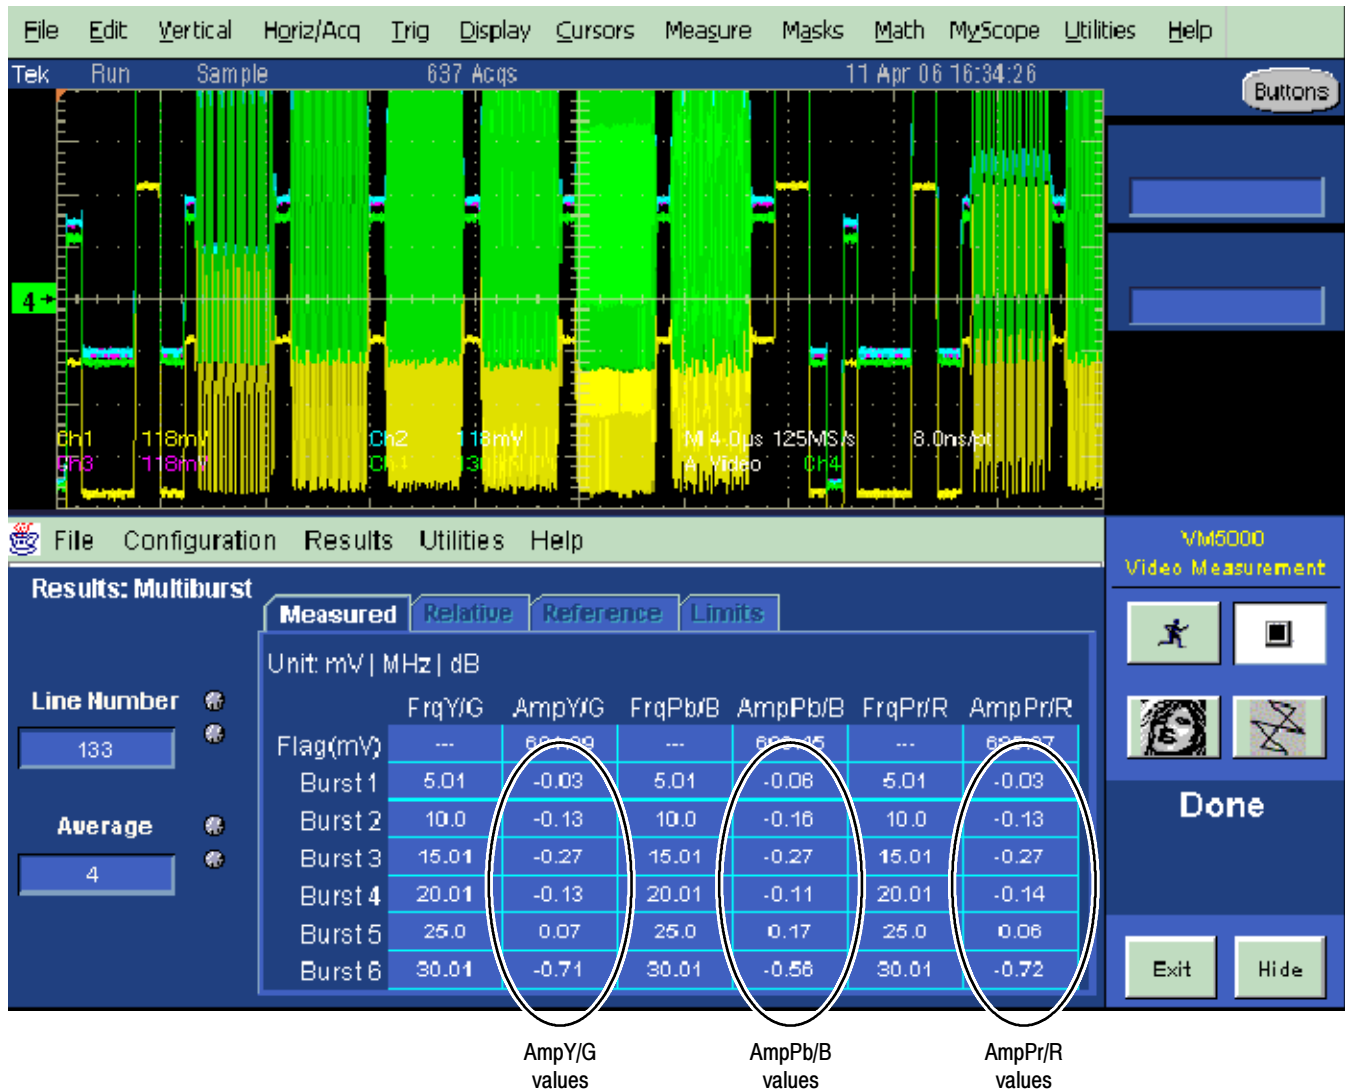 File Edit Vertical Horiz/Acq Trig Display Cursors Measure Masks Math MyScope Utilities Help
Tek Run Sample 637 Acqs 11 Apr 06 16:34:26
Buttons
4
Ch1 118mV Ch2 118mV M 4.0µs 125MS/s 8.0ns/pt
Ch3 118mV A Video Ch4
File Configuration Results Utilities Help
VM5000
Video Measurement
Results: Multiburst
Measured Relative Reference Limits
Unit: mV | MHz | dB
Line Number
133
Average
4
FrqY/G AmpY/G FrqPb/B AmpPb/B FrqPr/R AmpPr/R
Flag(mV) --- --- ---
Burst 1 5.01 -0.03 5.01 -0.06 5.01 -0.03
Burst 2 10.0 -0.13 10.0 -0.16 10.0 -0.13
Burst 3 15.01 -0.27 15.01 -0.27 15.01 -0.27
Burst 4 20.01 -0.13 20.01 -0.11 20.01 -0.14
Burst 5 25.0 0.07 25.0 0.17 25.0 0.06
Burst 6 30.01 -0.71 30.01 -0.56 30.01 -0.72
Done
Exit Hide
AmpY/G
values
AmpPb/B
values
AmpPr/R
values